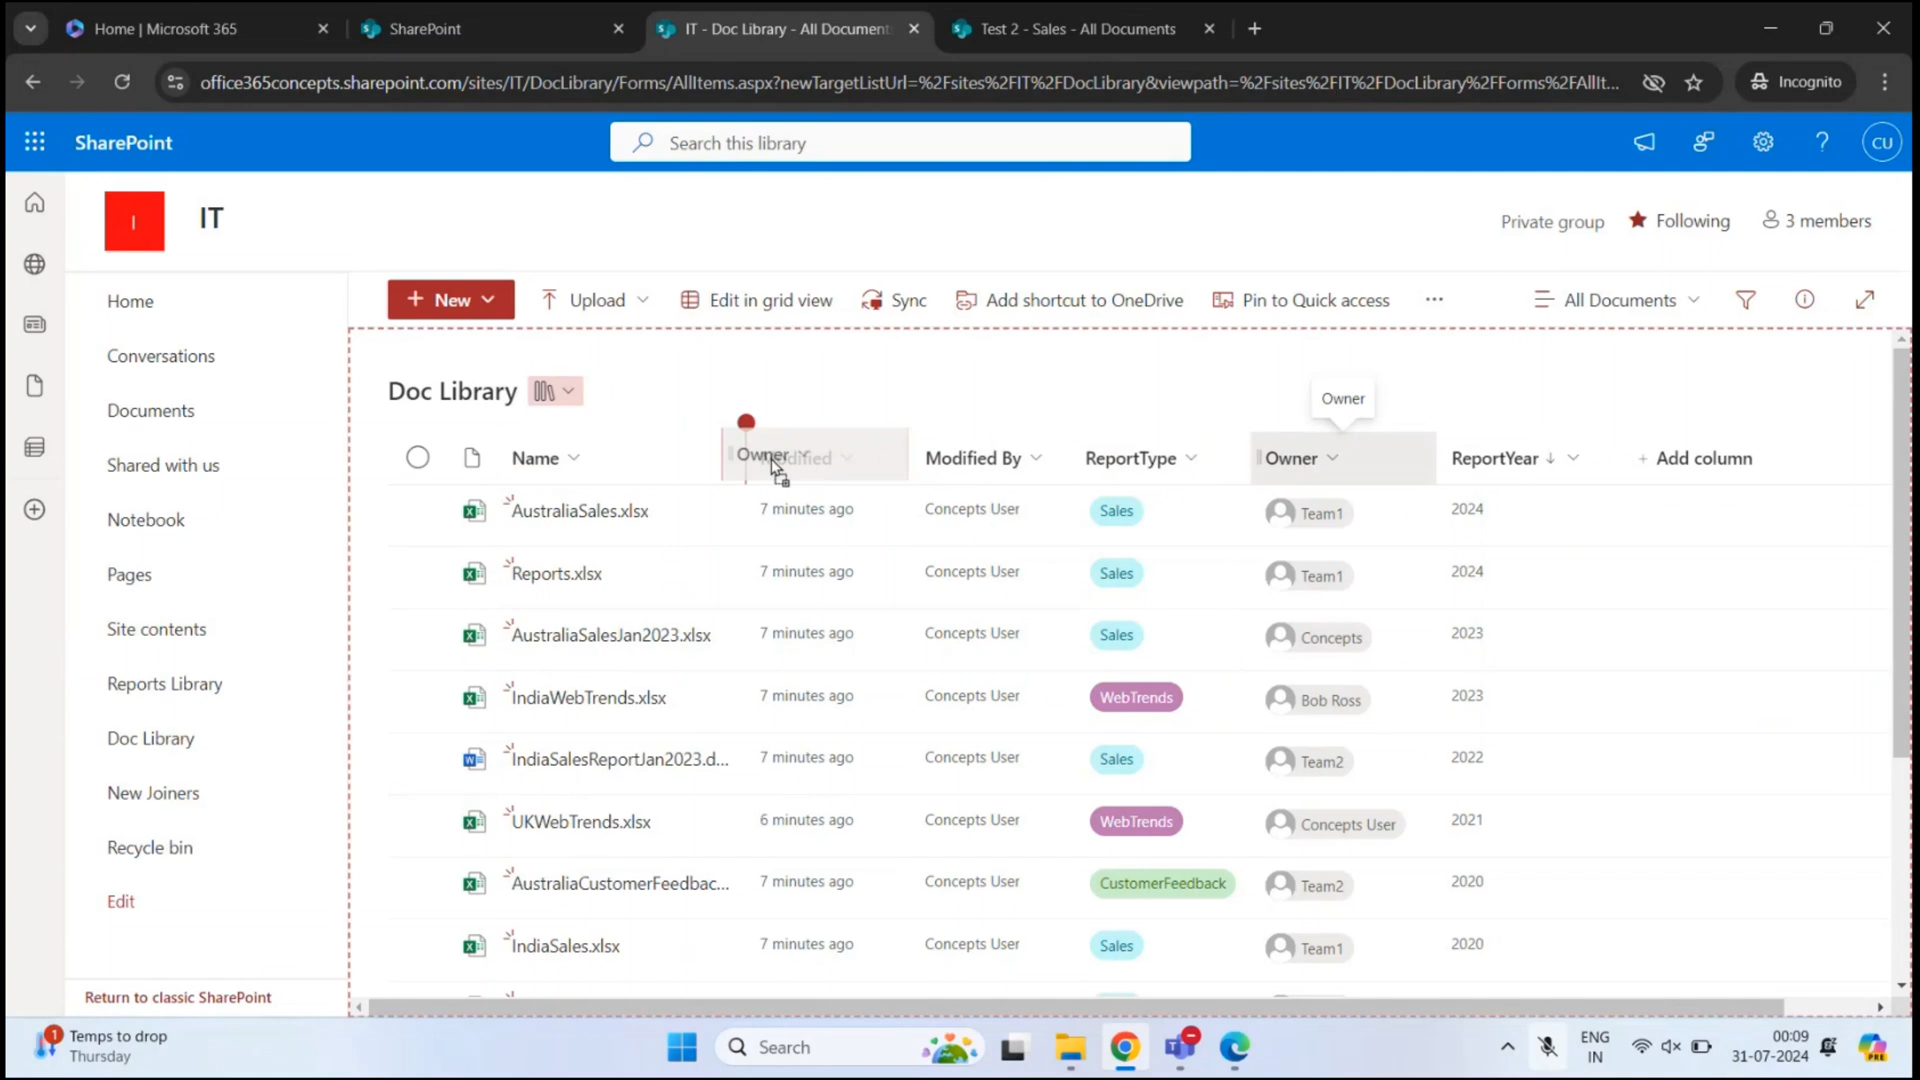 Home | Microsoft 365
SharePoint
IT - Doc Library - All Document
Test 2 - Sales - All Documents
office365concepts.sharepoint.com/sites/IT/DocLibrary/Forms/AllItems.aspx?newTargetListUrl=%2Fsites%2FIT%2FDocLibrary&viewpath=%2Fsites%2FIT%2FDocLibrary%2FForms%2FAllIt...
Incognito
SharePoint
Search this library
CU
I
IT
Private group
Following
3 members
Home
Conversations
Documents
Shared with us
Notebook
Pages
Site contents
Reports Library
Doc Library
New Joiners
Recycle bin
Edit
Return to classic SharePoint
New
Upload
Edit in grid view
Sync
Add shortcut to OneDrive
Pin to Quick access
All Documents
Doc Library
Owner
Name
Owner
Modified
Modified By
ReportType
Owner
ReportYear
Add column
AustraliaSales.xlsx 7 minutes ago Concepts User Sales Team1 2024
Reports.xlsx 7 minutes ago Concepts User Sales Team1 2024
AustraliaSalesJan2023.xlsx 7 minutes ago Concepts User Sales Concepts 2023
IndiaWebTrends.xlsx 7 minutes ago Concepts User WebTrends Bob Ross 2023
IndiaSalesReportJan2023.d... 7 minutes ago Concepts User Sales Team2 2022
UKWebTrends.xlsx 6 minutes ago Concepts User WebTrends Concepts User 2021
AustraliaCustomerFeedbac... 7 minutes ago Concepts User CustomerFeedback Team2 2020
IndiaSales.xlsx 7 minutes ago Concepts User Sales Team1 2020
1
Temps to drop
Thursday
Search
ENG
IN
00:09
31-07-2024
PRE